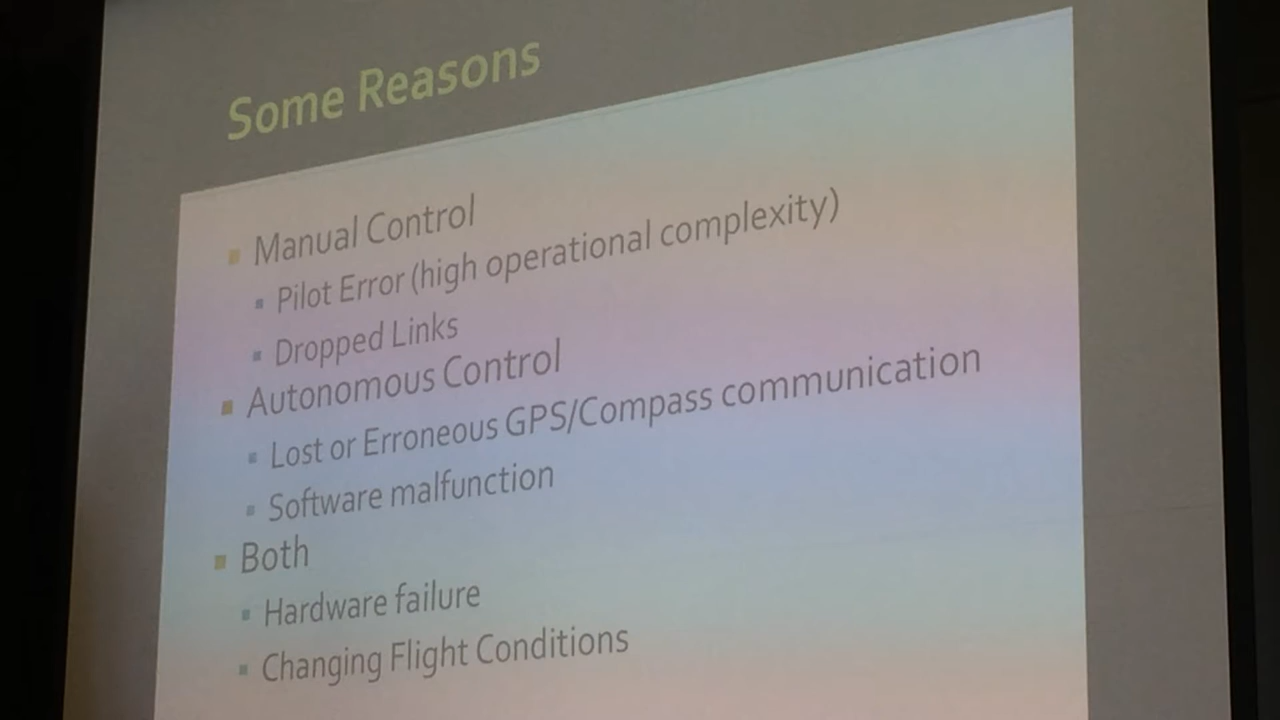 Some Reasons
Manual Control
Pilot Error (high operational complexity)
Dropped Links
Autonomous Control
Lost or Erroneous GPS/Compass communication
Software malfunction
Both
Hardware failure
Changing Flight Conditions